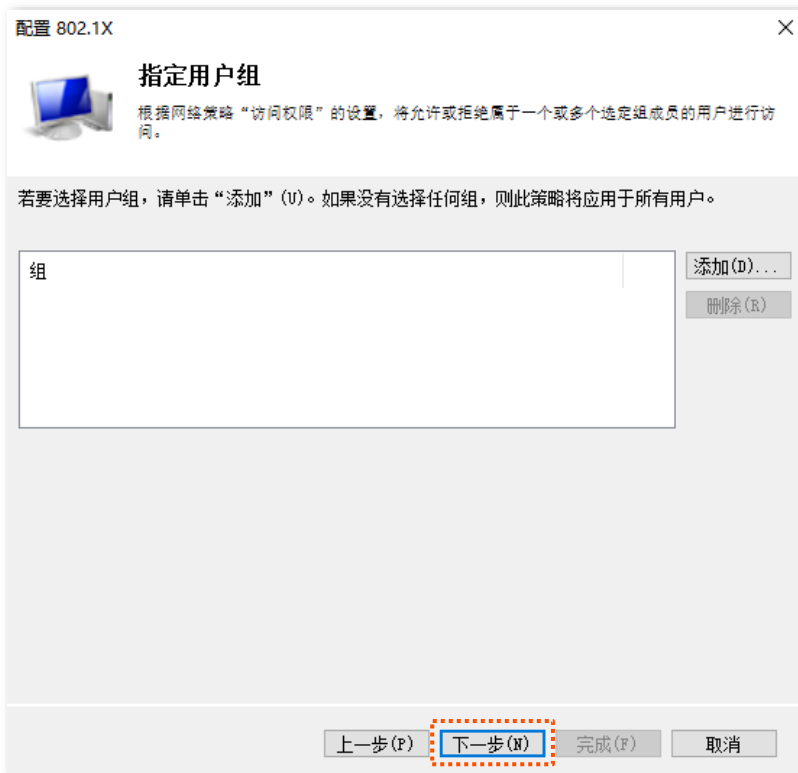 配置 802.1X
指定用户组
根据网络策略“访问权限”的设置，将允许或拒绝属于一个或多个选定组成员的用户进行访
问。
若要选择用户组，请单击“添加”(U)。如果没有选择任何组，则此策略将应用于所有用户。
组
添加(D)...
删除(R)
上一步(P)
下一步(N)
完成(F)
取消